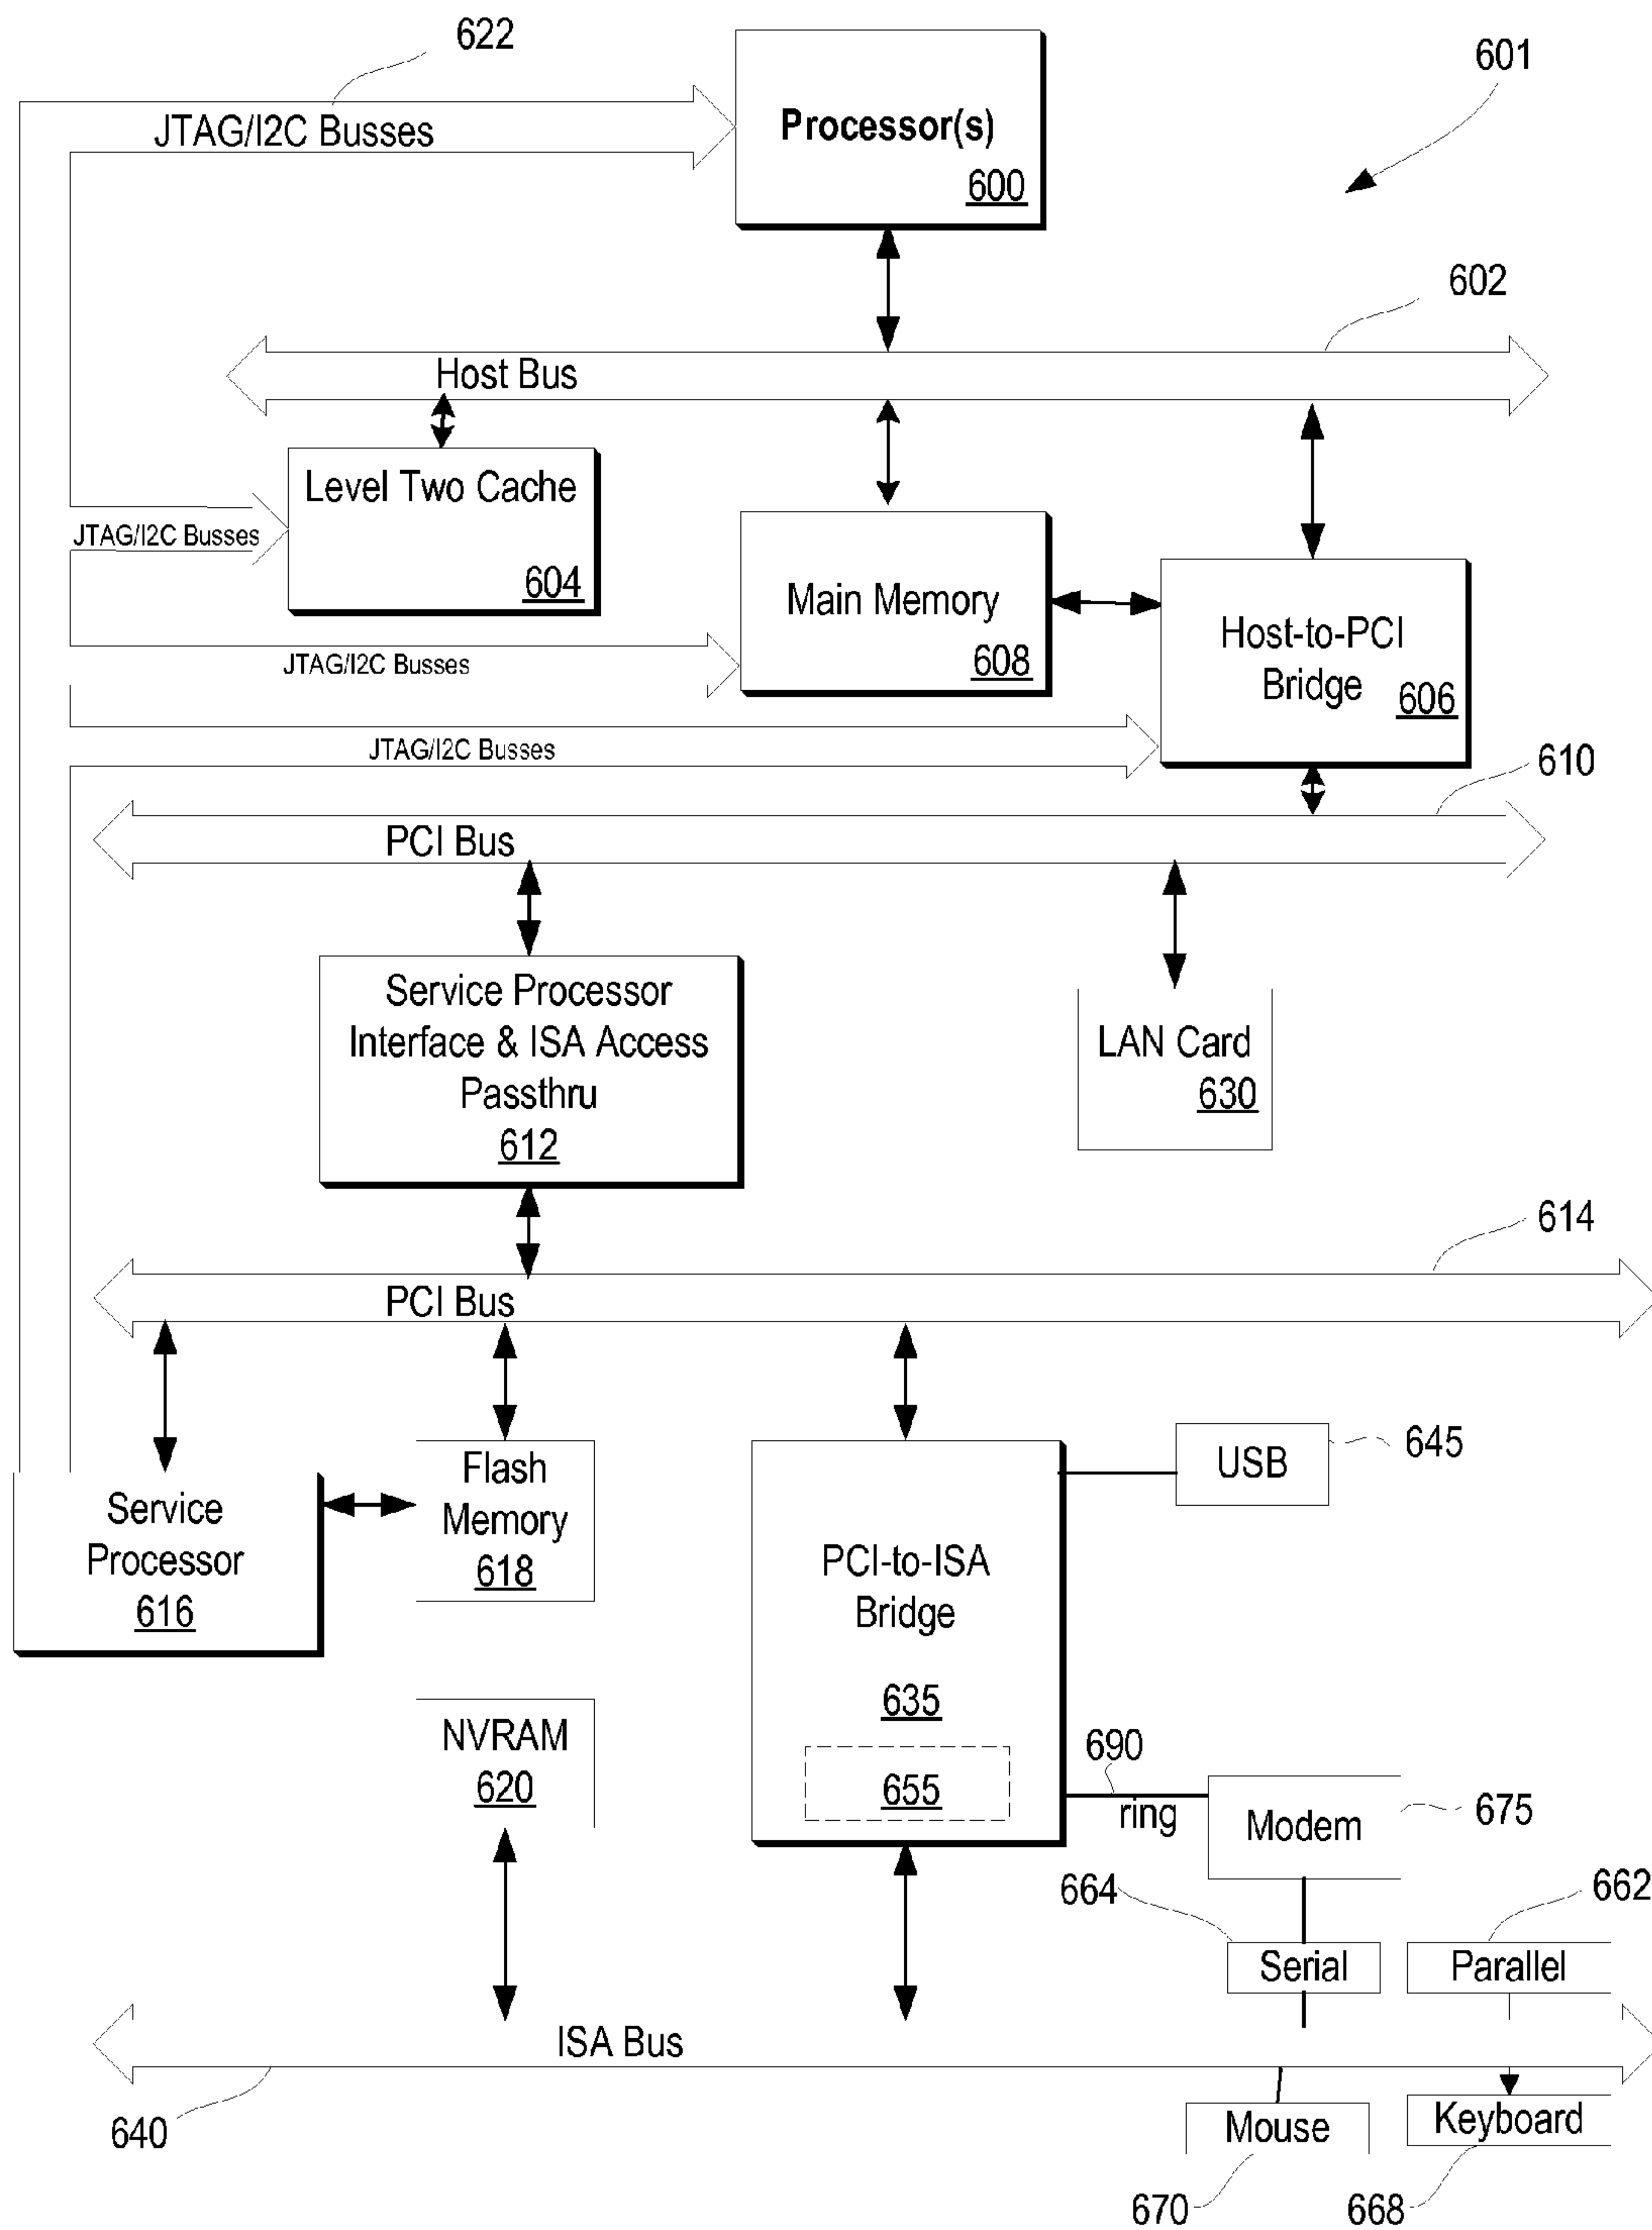 622
601
JTAG/I2C Busses
Processor(s)
600
602
Host Bus
Level Two Cache
604
JTAG/I2C Busses
Main Memory
608
Host-to-PCI
Bridge
606
JTAG/I2C Busses
JTAG/I2C Busses
610
PCI Bus
Service Processor
Interface & ISA Access
Passthru
612
LAN Card
630
614
PCI Bus
Service
Processor
616
Flash
Memory
618
USB
645
PCI-to-ISA
Bridge
635
655
NVRAM
620
690
ring
Modem
675
664
662
Serial
Parallel
ISA Bus
640
Mouse
Keyboard
670
668